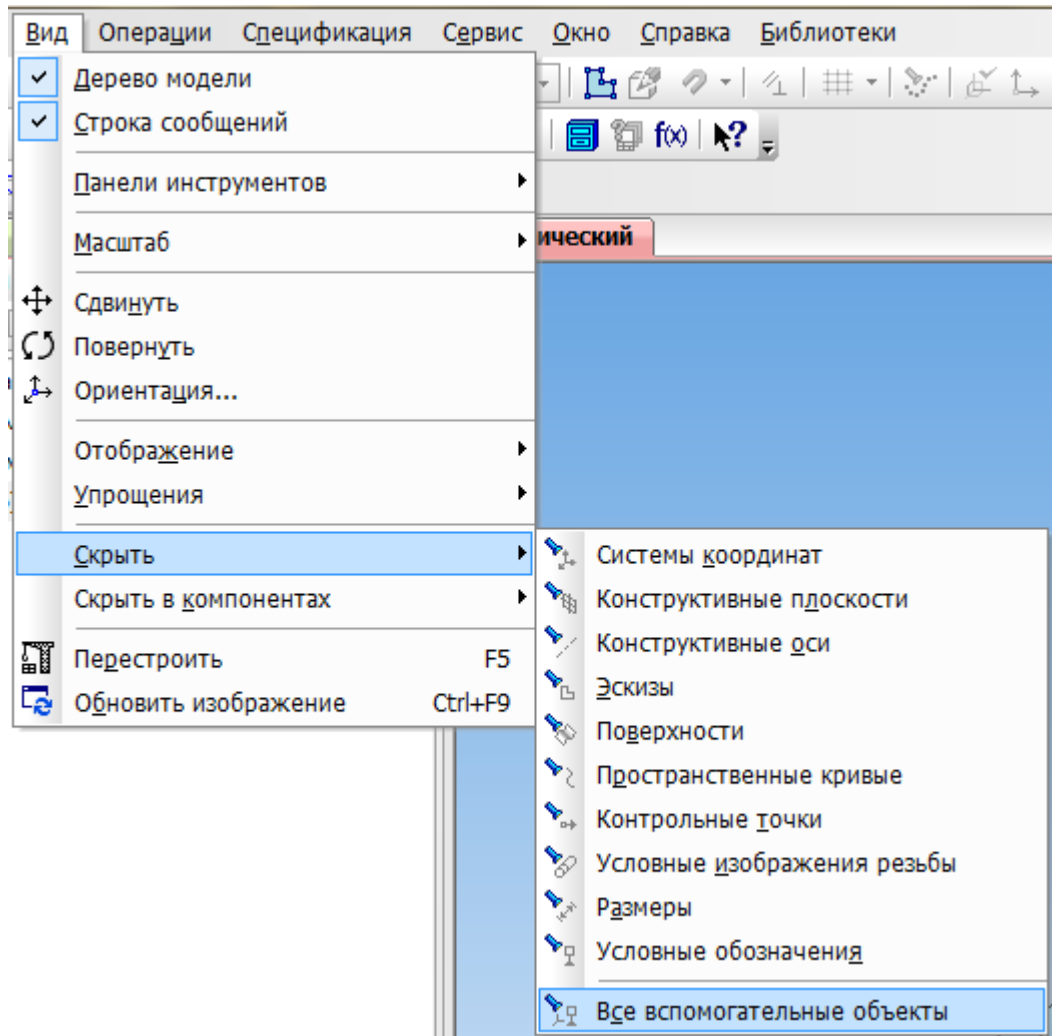 Вид Операции Спецификация Сервис Окно Справка Библиотеки
Дерево модели
Строка сообщений
f(x)
Панели инструментов
Масштаб
ический
Сдвинуть
Повернуть
Ориентация...
Отображение
Упрощения
Скрыть
Скрыть в компонентах
Перестроить F5
Обновить изображение Ctrl+F9
Системы координат
Конструктивные плоскости
Конструктивные оси
Эскизы
Поверхности
Пространственные кривые
Контрольные точки
Условные изображения резьбы
Размеры
Условные обозначения
Все вспомогательные объекты